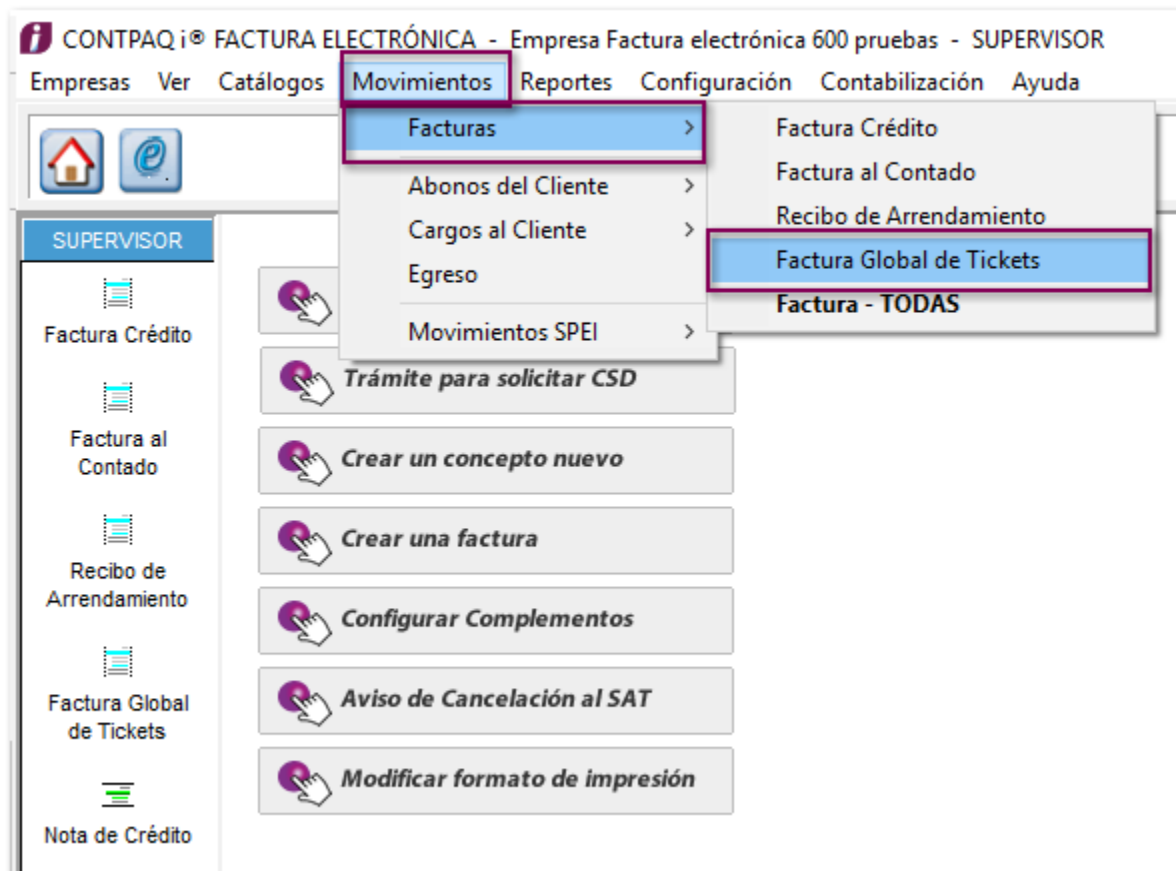 CONTPAQ i® FACTURA ELECTRÓNICA - Empresa Factura electrónica 600 pruebas - SUPERVISOR
Empresas Ver Catálogos Movimientos Reportes Configuración Contabilización Ayuda
Facturas
Abonos del Cliente
Cargos al Cliente
Egreso
Movimientos SPEI
Factura Crédito
Factura al Contado
Recibo de Arrendamiento
Factura Global de Tickets
Factura - TODAS
SUPERVISOR
Factura Crédito
Factura al
Contado
Recibo de
Arrendamiento
Factura Global
de Tickets
Nota de Crédito
Trámite para solicitar CSD
Crear un concepto nuevo
Crear una factura
Configurar Complementos
Aviso de Cancelación al SAT
Modificar formato de impresión